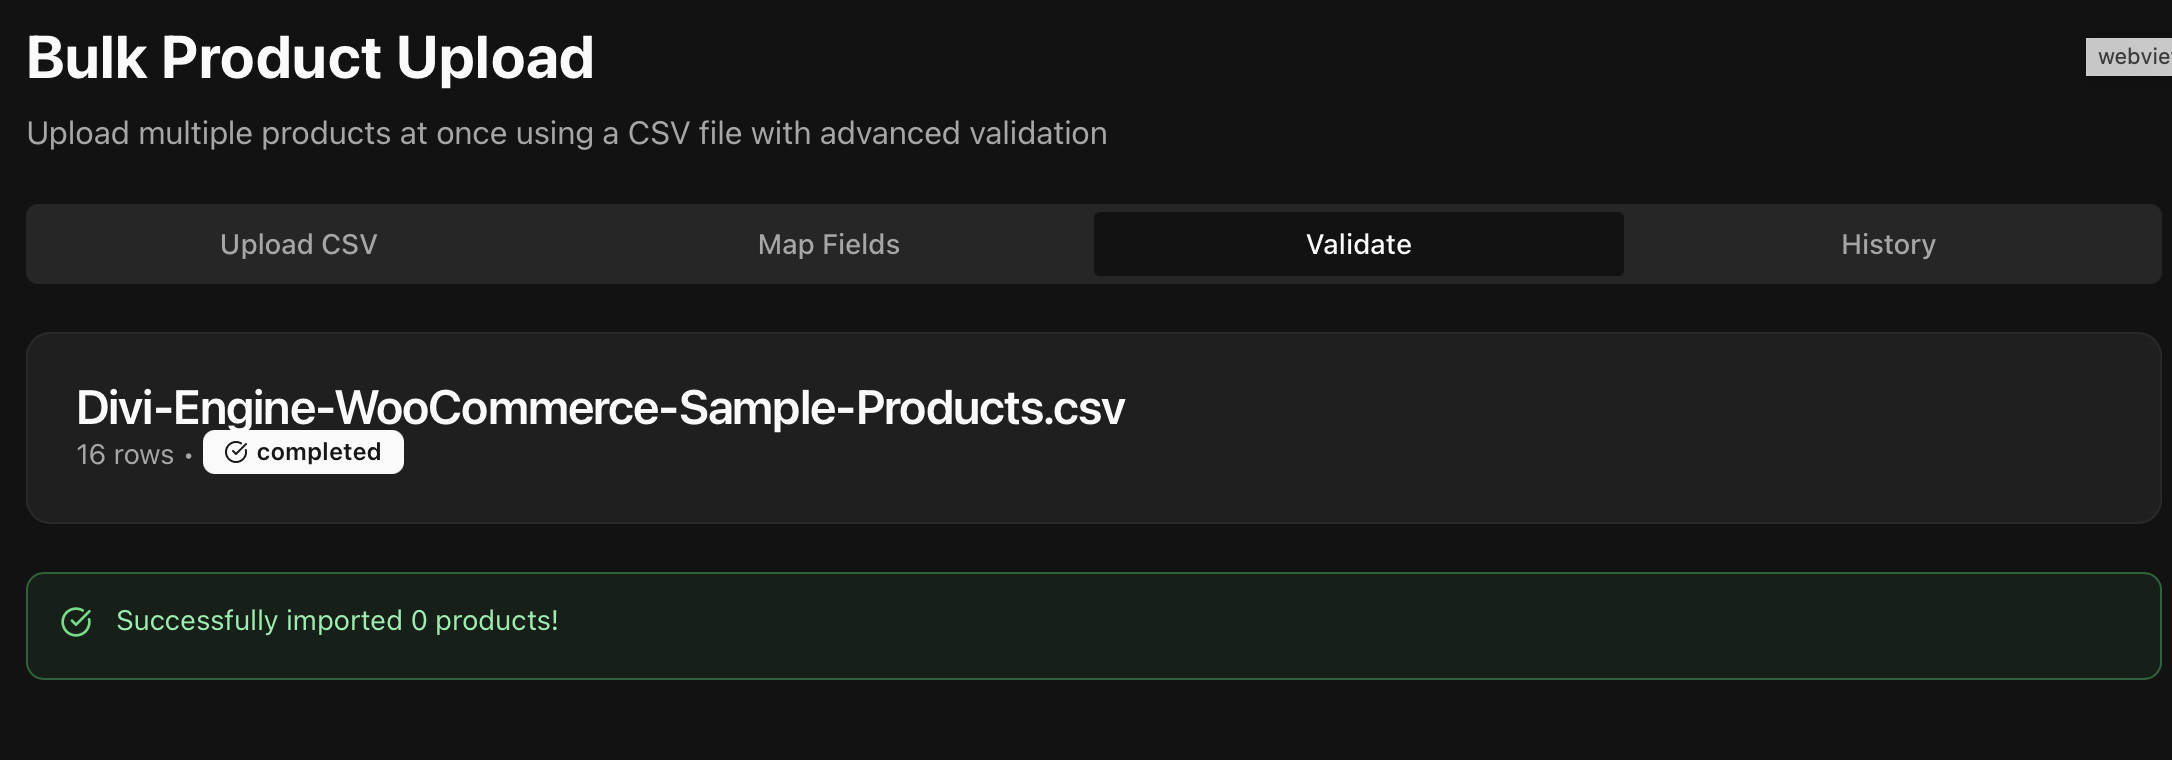 Bulk Product Upload
webvie
Upload multiple products at once using a CSV file with advanced validation
Upload CSV
Map Fields
Validate
History
Divi-Engine-WooCommerce-Sample-Products.csv
16 rows • completed
Successfully imported 0 products!